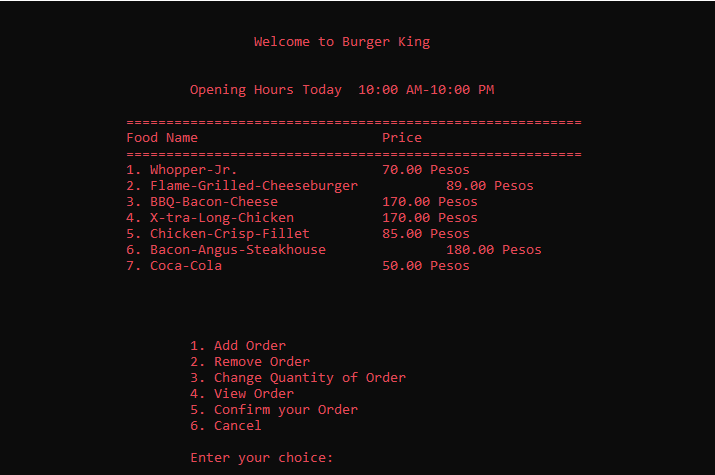 Welcome to Burger King
Opening Hours Today  10:00 AM-10:00 PM
=========================================================
Food Name                       Price
=========================================================
1. Whopper-Jr.                  70.00 Pesos
2. Flame-Grilled-Cheeseburger           89.00 Pesos
3. BBQ-Bacon-Cheese             170.00 Pesos
4. X-tra-Long-Chicken           170.00 Pesos
5. Chicken-Crisp-Fillet         85.00 Pesos
6. Bacon-Angus-Steakhouse               180.00 Pesos
7. Coca-Cola                    50.00 Pesos
1. Add Order
2. Remove Order
3. Change Quantity of Order
4. View Order
5. Confirm your Order
6. Cancel
Enter your choice: